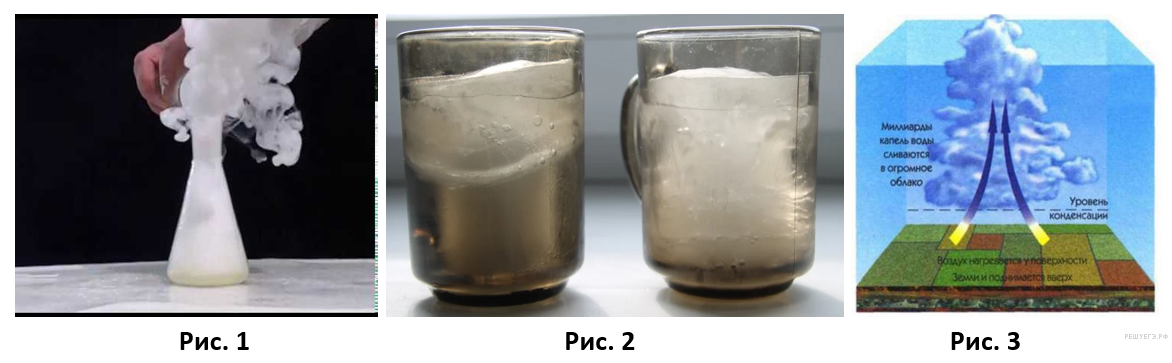 Миллиарды
капель воды
сливаются
в огромное
облако
Уровень
конденсации
Воздух нагревается у поверхности
Земли и поднимается вверх
Рис. 1
Рис. 2
Рис. 3
РЕШУЕГЭ.РФ